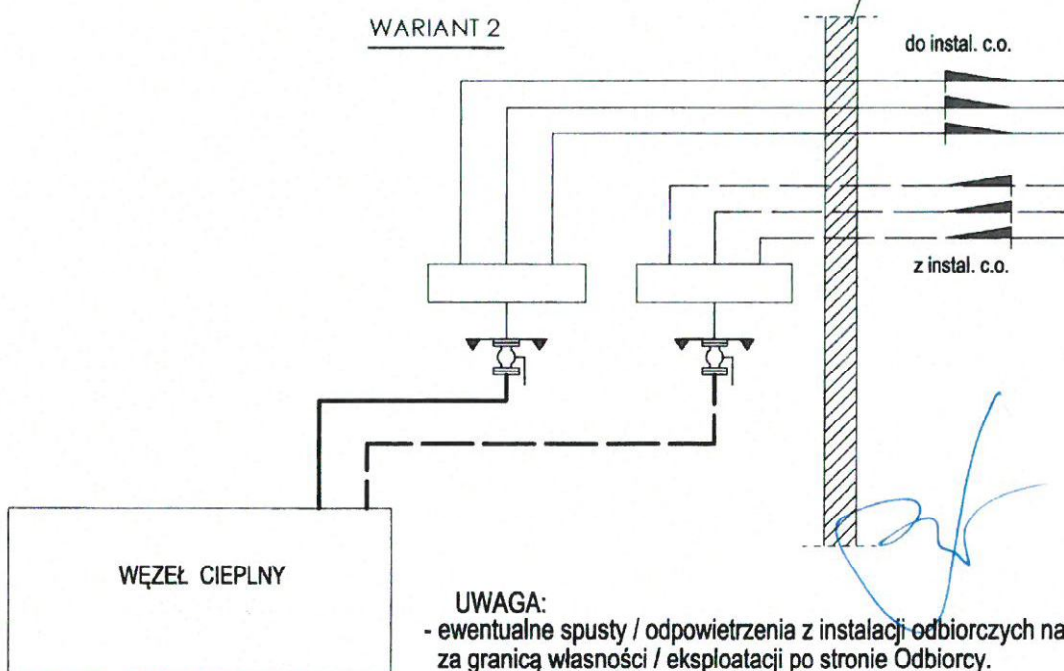 WARIANT 2
do instal. c.o.
z instal. c.o.
WĘZEŁ CIEPLNY
UWAGA:
- ewentualne spusty / odpowietrzenia z instalacji odbiorczych na
za granicą własności / eksploatacji po stronie Odbiorcy.